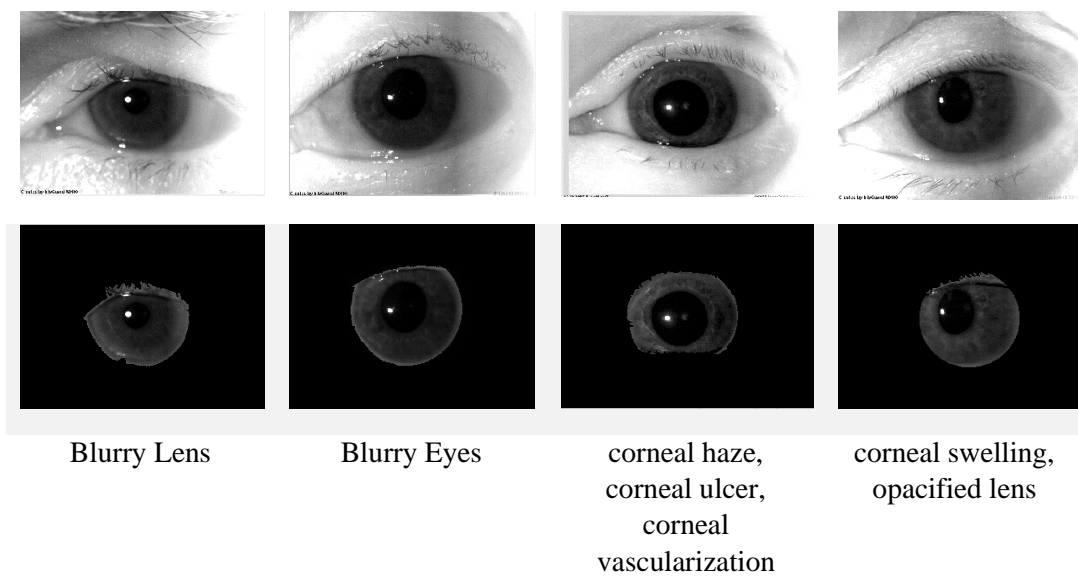 Blurry Lens
Blurry Eyes
corneal haze,
corneal ulcer,
corneal
vascularization
corneal swelling,
opacified lens